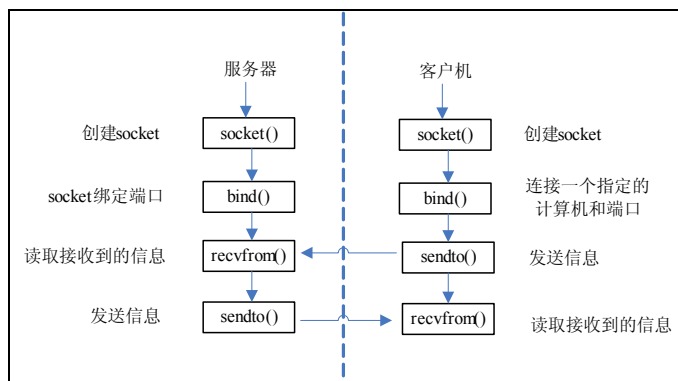 服务器 客户机
创建socket socket() socket() 创建socket
socket绑定端口 bind() bind() 连接一个指定的
计算机和端口
读取接收到的信息 recvfrom() sendto() 发送信息
发送信息 sendto() recvfrom() 读取接收到的信息